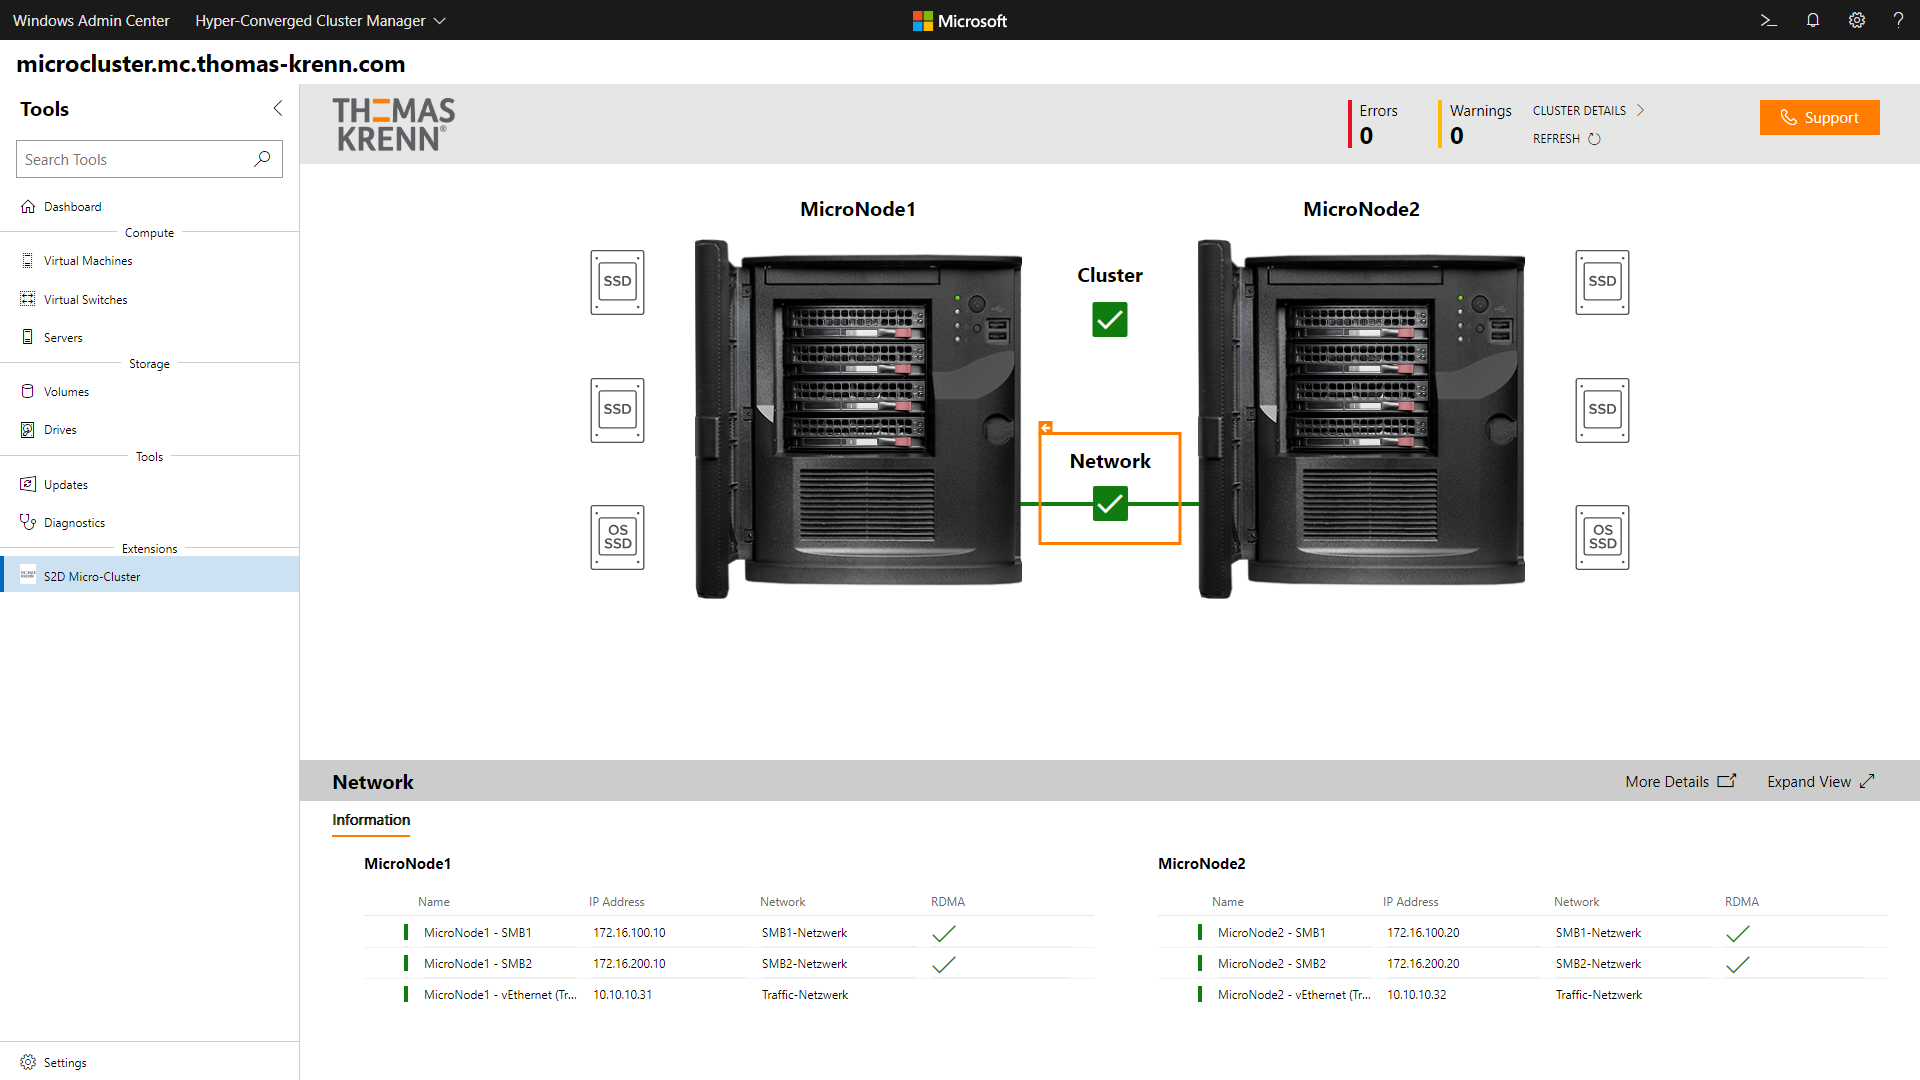 Windows Admin Center
Hyper-Converged Cluster Manager
Microsoft
microcluster.mc.thomas-krenn.com
Tools
Search Tools
Dashboard
Compute
Virtual Machines
Virtual Switches
Servers
Storage
Volumes
Drives
Tools
Updates
Diagnostics
Extensions
THOMAS KRENN
S2D Micro-Cluster
Settings
THOMAS
KRENN®
Errors
0
Warnings
0
CLUSTER DETAILS
REFRESH
Support
MicroNode1
MicroNode2
SSD
SSD
OS
SSD
Cluster
Network
SSD
SSD
OS
SSD
Network
More Details
Expand View
Information
MicroNode1
Name IP Address Network RDMA
MicroNode1 - SMB1 172.16.100.10 SMB1-Netzwerk
MicroNode1 - SMB2 172.16.200.10 SMB2-Netzwerk
MicroNode1 - vEthernet (Tr... 10.10.10.31 Traffic-Netzwerk
MicroNode2
Name IP Address Network RDMA
MicroNode2 - SMB1 172.16.100.20 SMB1-Netzwerk
MicroNode2 - SMB2 172.16.200.20 SMB2-Netzwerk
MicroNode2 - vEthernet (Tr... 10.10.10.32 Traffic-Netzwerk